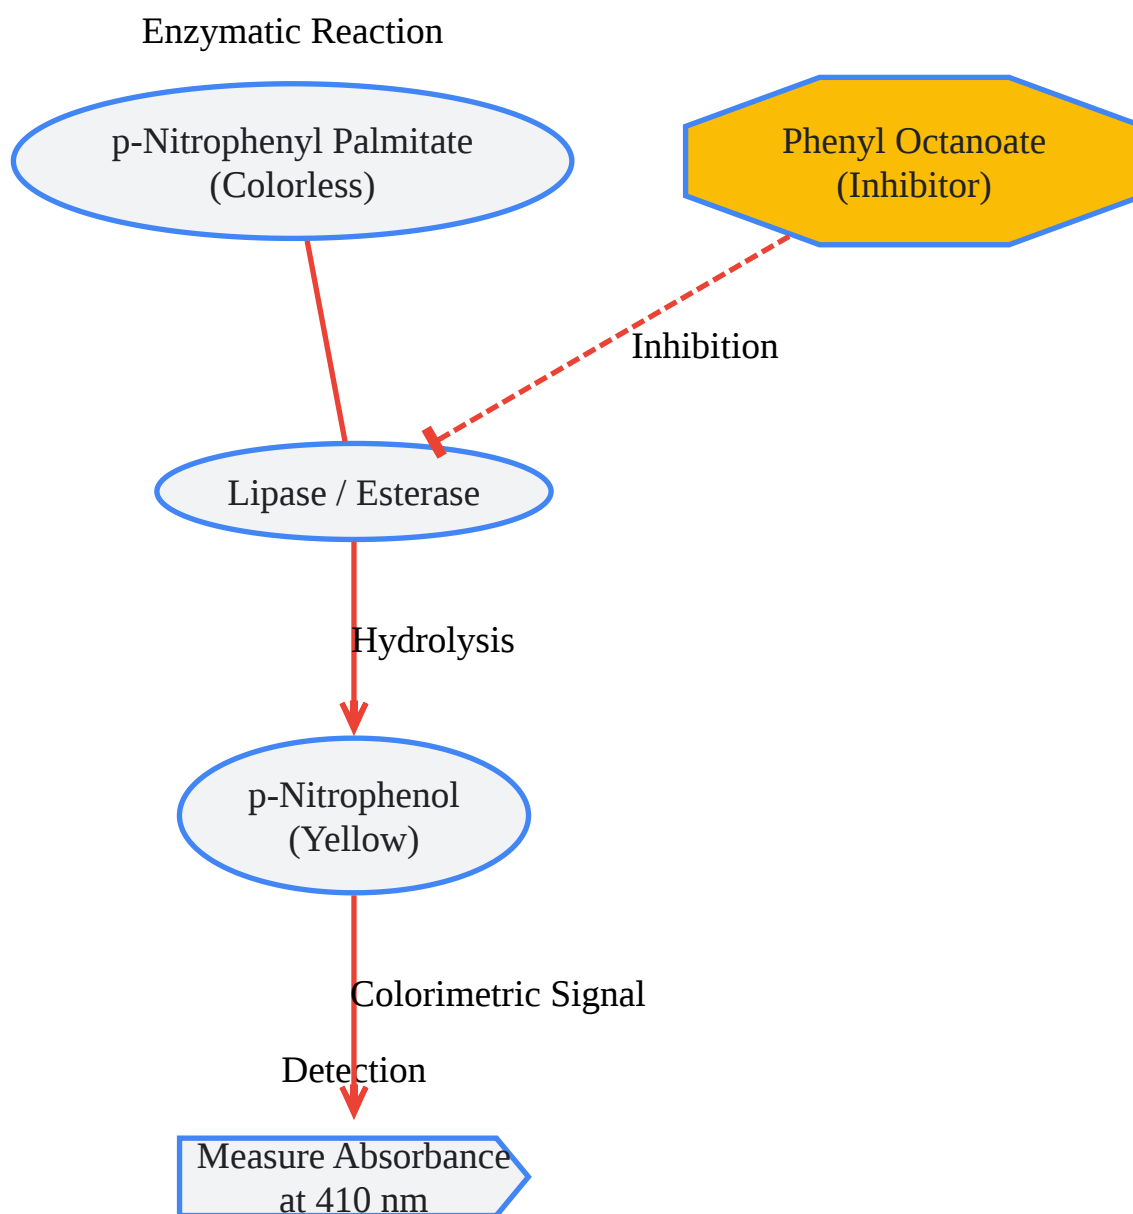 Enzymatic Reaction
p-Nitrophenyl Palmitate
(Colorless)
Phenyl Octanoate
(Inhibitor)
Inhibition
Lipase / Esterase
Hydrolysis
p-Nitrophenol
(Yellow)
Colorimetric Signal
Detection
Measure Absorbance
at 410 nm